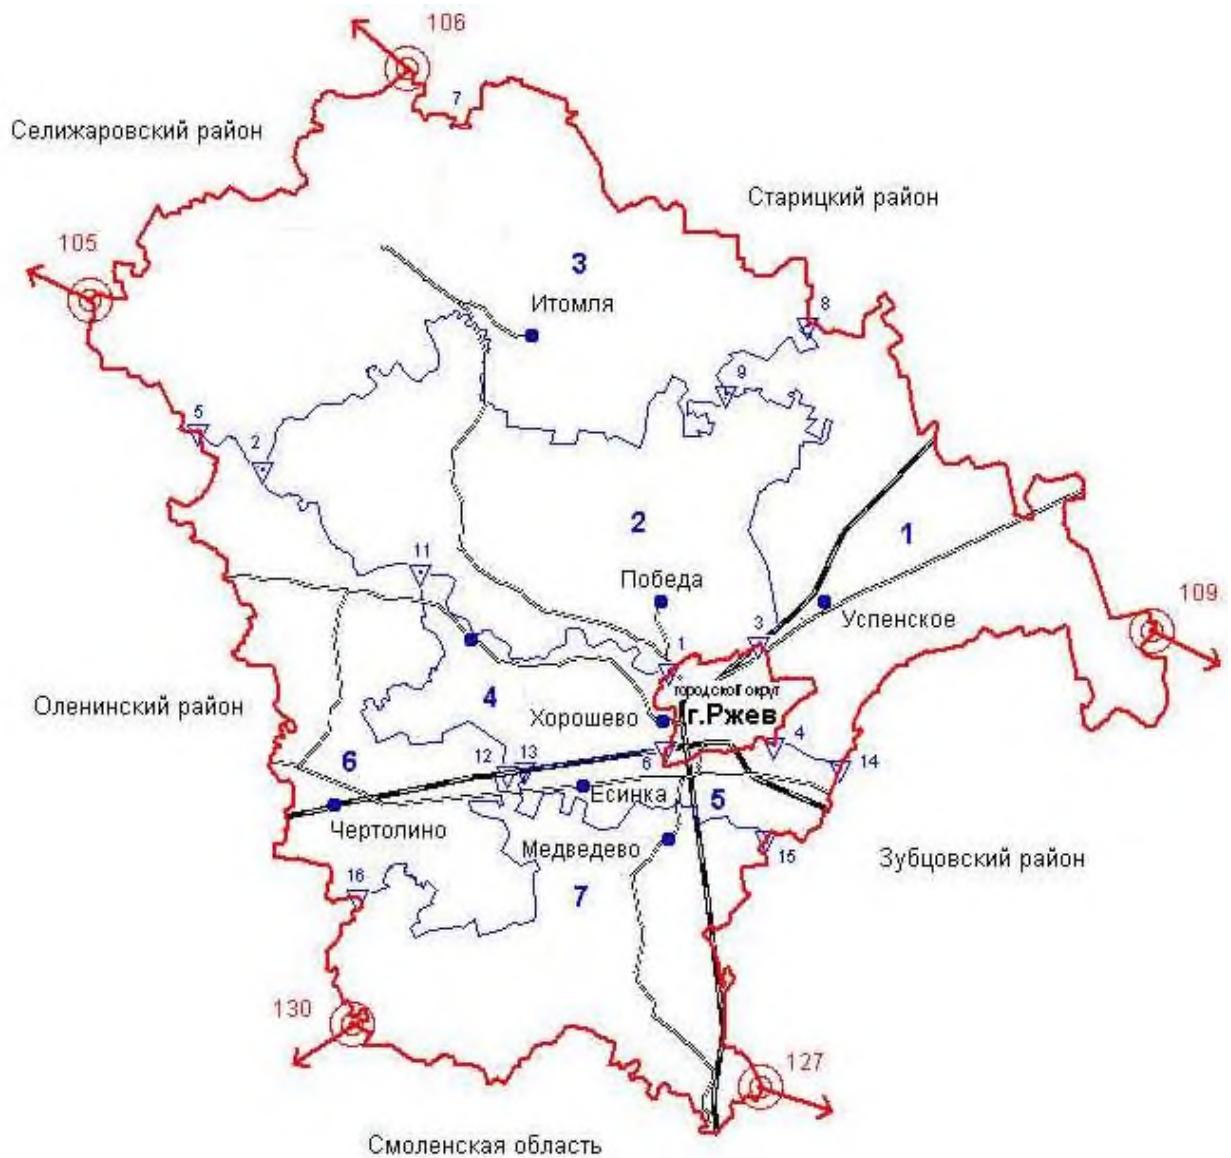 106
7
Селижаровский район
Старицкий район
105
3
Итомля
8
9
5
2
2
1
11
Победа
109
Успенское
3
1
городской округ
г.Ржев
4
Оленинский район
Хорошево
4
6
14
12
13
6
Есинка
5
Чертолино
Медведево
15
Зубцовский район
16
7
130
127
Смоленская область